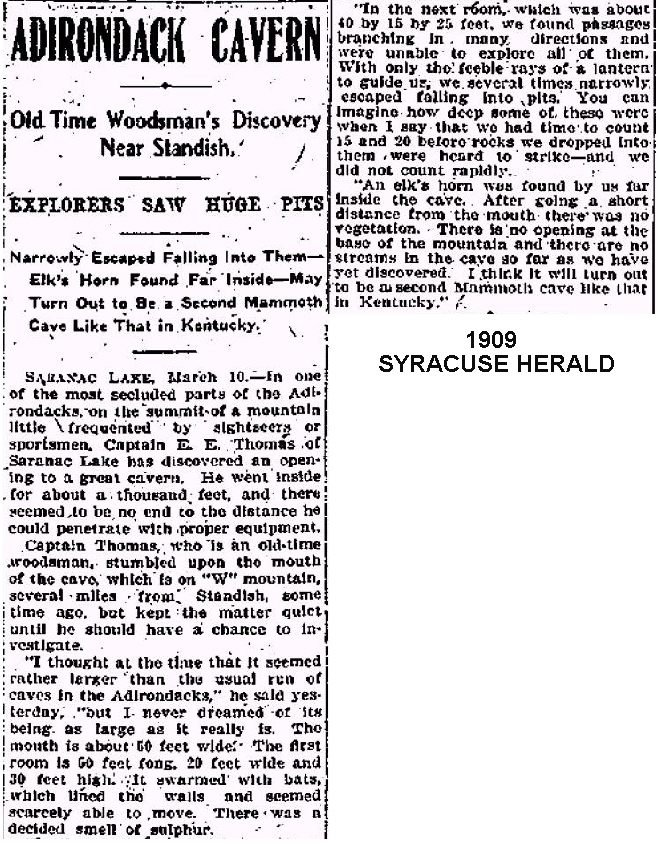 ADIRONDACK CAVERN
Old Time Woodsman's Discovery
Near Standish.
EXPLORERS SAW HUGE PITS
Narrowly Escaped Falling Into Them—
Elk's Horn Found Far Inside—May
Turn Out to Be a Second Mammoth
Cave Like That in Kentucky.
SARANAC LAKE, March 10.—In one
of the most secluded parts of the Adi-
rondacks, on the summit of a mountain
little frequented by sightseers or
sportsmen, Captain E. E. Thomas of
Saranac Lake has discovered an open-
ing to a great cavern. He went inside
for about a thousand feet, and there
seemed to be no end to the distance he
could penetrate with proper equipment.
Captain Thomas, who is an old-time
woodsman, stumbled upon the mouth
of the cave, which is on "W" mountain,
several miles from Standish, some
time ago, but kept the matter quiet
until he should have a chance to in-
vestigate.
"I thought at the time that it seemed
rather larger than the usual run of
caves in the Adirondacks," he said yes-
terday, "but I never dreamed of its
being as large as it really is. The
mouth is about 60 feet wide. The first
room is 60 feet long, 20 feet wide and
30 feet high. It swarmed with bats,
which lined the walls and seemed
scarcely able to move. There was a
decided smell of sulphur.
"In the next room, which was about
40 by 15 by 25 feet, we found passages
branching in many directions and
were unable to explore all of them.
With only the feeble rays of a lantern
to guide us, we several times narrowly
escaped falling into pits. You can
imagine how deep some of these were
when I say that we had time to count
15 and 20 before rocks we dropped into
them were heard to strike—and we
did not count rapidly.
"An elk's horn was found by us far
inside the cave. After going a short
distance from the mouth there was no
vegetation. There is no opening at the
base of the mountain and there are no
streams in the cave so far as we have
yet discovered. I think it will turn out
to be a second Mammoth cave like that
in Kentucky."
1909
SYRACUSE HERALD